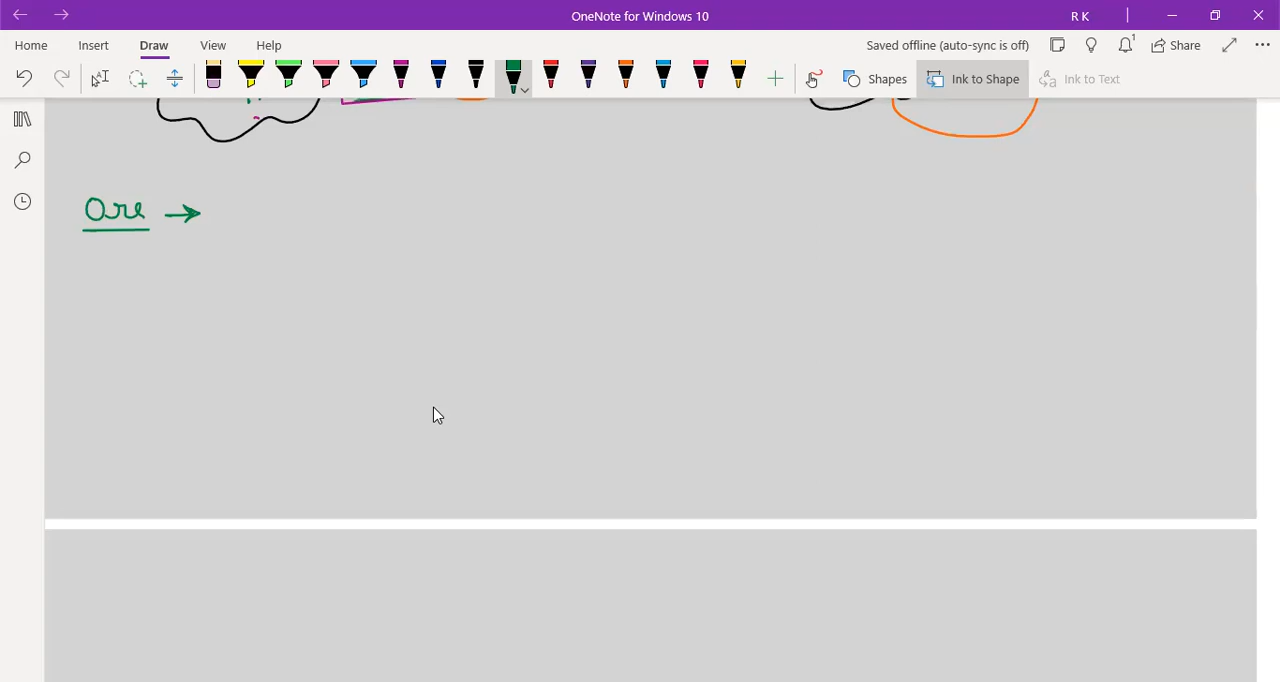 OneNote for Windows 10
R K
Home Insert Draw View Help
Saved offline (auto-sync is off)
1
Share
Shapes
Ink to Shape
Ink to Text
Ore →